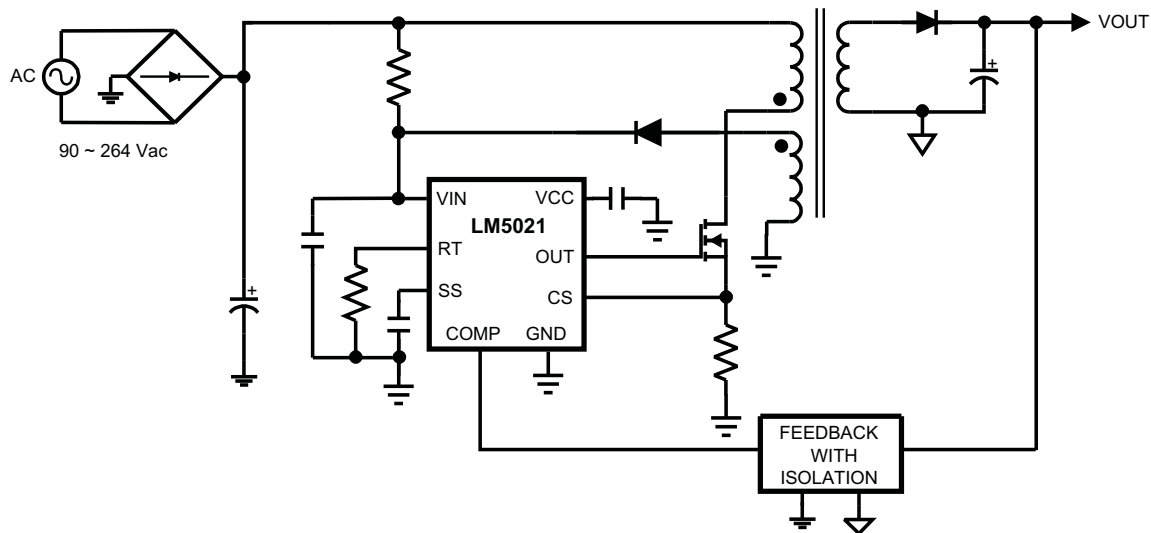 VOUT
+
AC
90 ~ 264 Vac
VIN
VCC
LM5021
RT
OUT
SS
CS
+
COMP
GND
FEEDBACK
WITH
ISOLATION